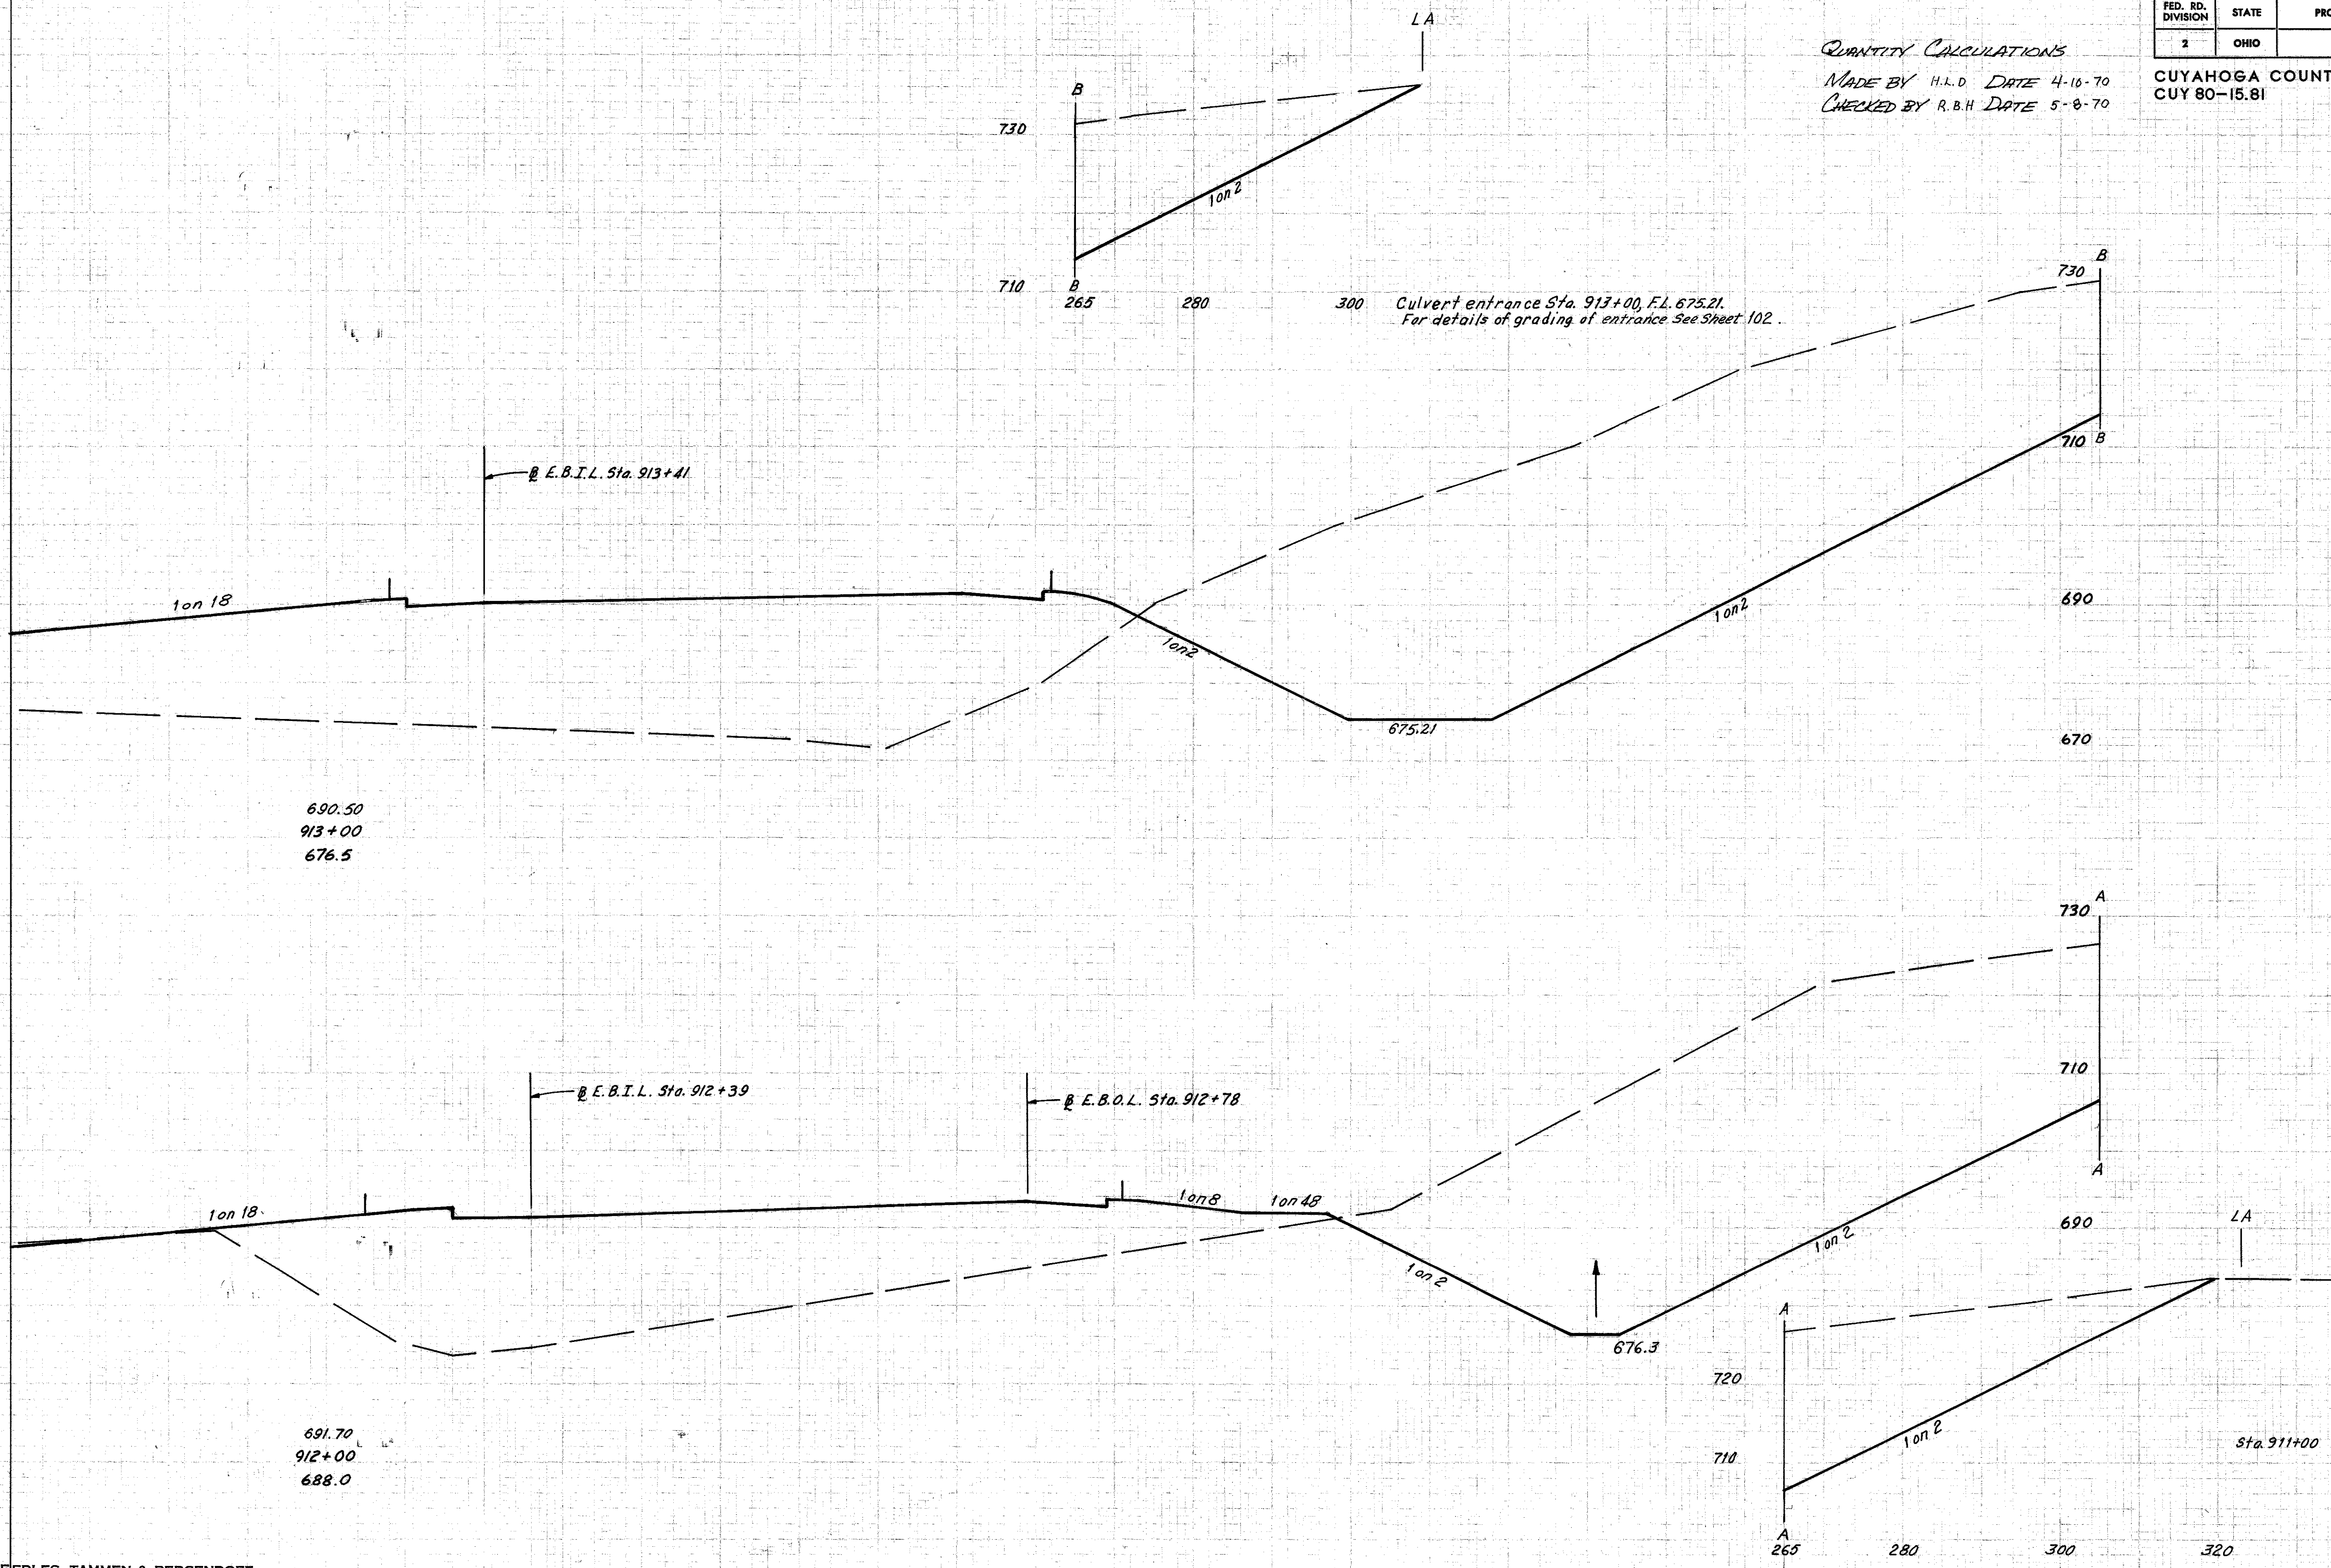 LA
QUANTITY CALCULATIONS
MADE BY H.L.D DATE 4-10-70
CHECKED BY R.B.H DATE 5-8-70
FED. RD. DIVISION STATE
2 OHIO
CUYAHOGA COUNT
CUY 80-15.81
B
730
1 on 2
710
B
265 280 300
Culvert entrance Sta. 913+00, F.L. 675.21.
For details of grading of entrance See Sheet 102.
B
730
710 B
E.B.I.L. Sta. 913+41
1 on 18
1 on 2
1 on 2
690
675.21
670
690.50
913+00
676.5
A
730
710
E.B.I.L. Sta. 912+39
E.B.O.L. Sta. 912+78
A
1 on 18
1 on 8
1 on 48
690
LA
1 on 2
1 on 2
A
676.3
720
691.70
912+00
688.0
1 on 2
710
Sta. 911+00
A
265 280 300 320